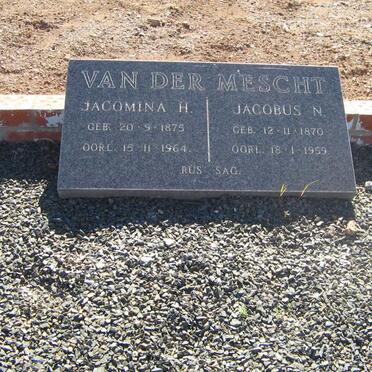 VAN DER MESCHT
JACOMINA H. JACOBUS N.
GEB. 20-9-1875 GEB. 12-11-1870
OORL. 15-11-1964. OORL. 18-1-1959.
RUS SAG.